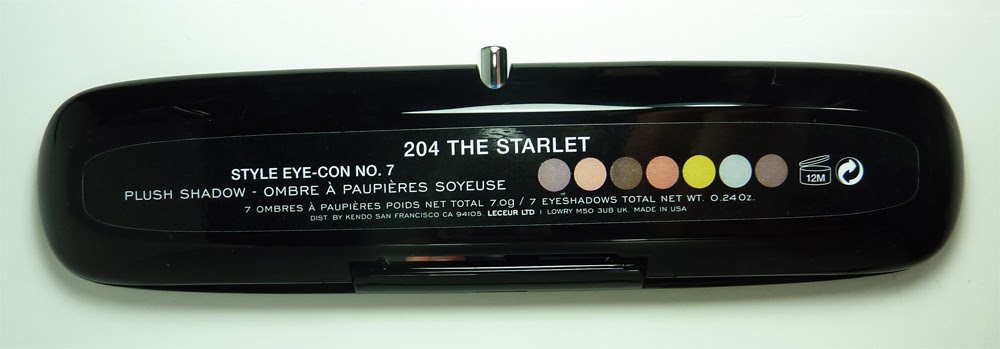 204 THE STARLET
STYLE EYE-CON NO. 7
PLUSH SHADOW - OMBRE À PAUPIÈRES SOYEUSE
7 OMBRES À PAUPIÈRES POIDS NET TOTAL 7.0g / 7 EYESHADOWS TOTAL NET WT. 0.24OZ.
DIST. BY KENDO SAN FRANCISCO CA 94105. LECEUR LTD | LOWRY M50 3UB UK. MADE IN USA
12M